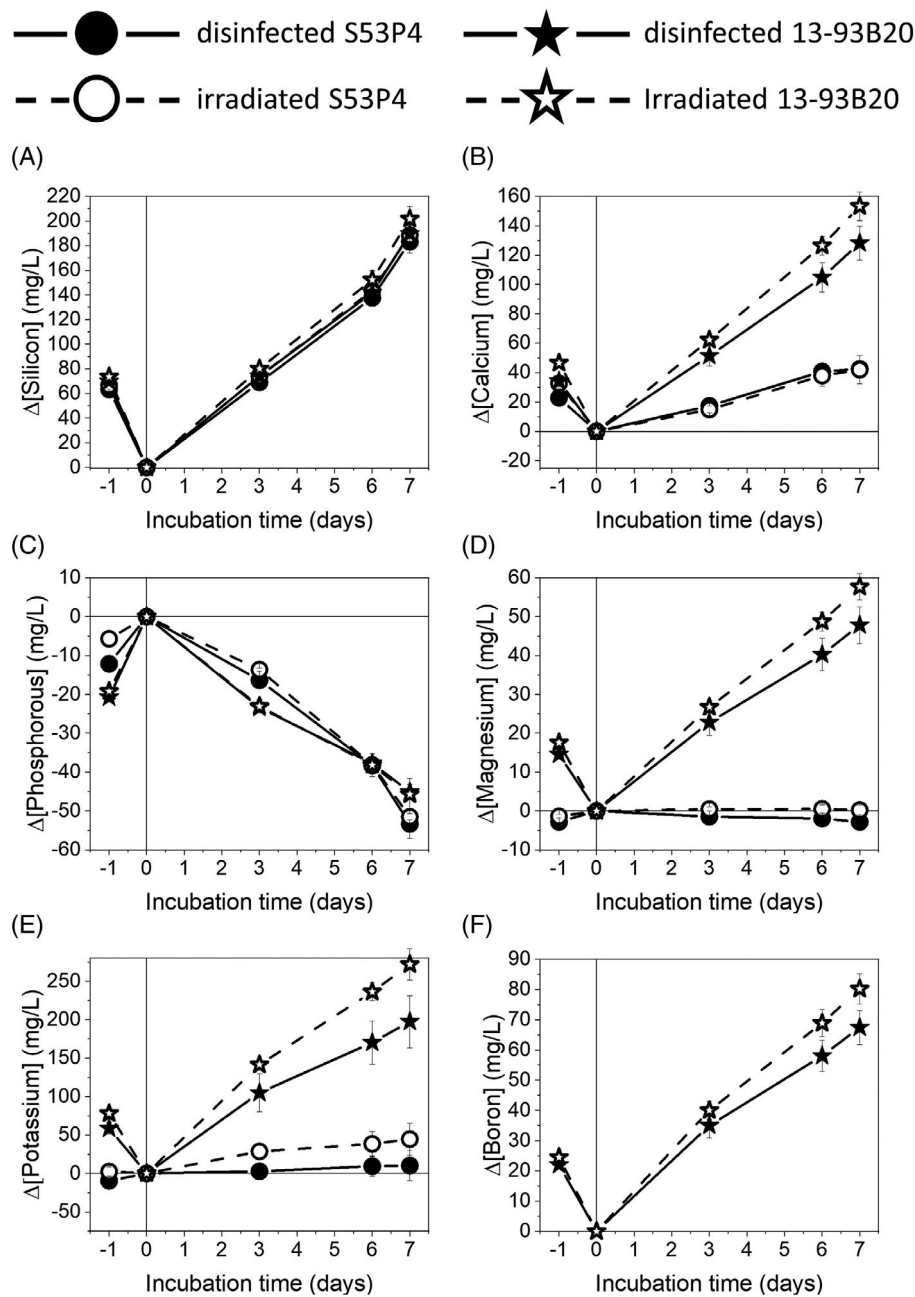 disinfected S53P4
disinfected 13-93B20
irradiated S53P4
Irradiated 13-93B20
(A)
220
200
180
160
140
120
100
80
60
40
20
0
Δ[Silicon] (mg/L)
-1 0 1 2 3 4 5 6 7
Incubation time (days)
(B)
160
140
120
100
80
60
40
20
0
-20
Δ[Calcium] (mg/L)
-1 0 1 2 3 4 5 6 7
Incubation time (days)
(C)
10
0
-10
-20
-30
-40
-50
-60
Δ[Phosphorous] (mg/L)
-1 0 1 2 3 4 5 6 7
Incubation time (days)
(D)
60
50
40
30
20
10
0
-10
Δ[Magnesium] (mg/L)
-1 0 1 2 3 4 5 6 7
Incubation time (days)
(E)
250
200
150
100
50
0
-50
Δ[Potassium] (mg/L)
-1 0 1 2 3 4 5 6 7
Incubation time (days)
(F)
90
80
70
60
50
40
30
20
10
0
Δ[Boron] (mg/L)
-1 0 1 2 3 4 5 6 7
Incubation time (days)